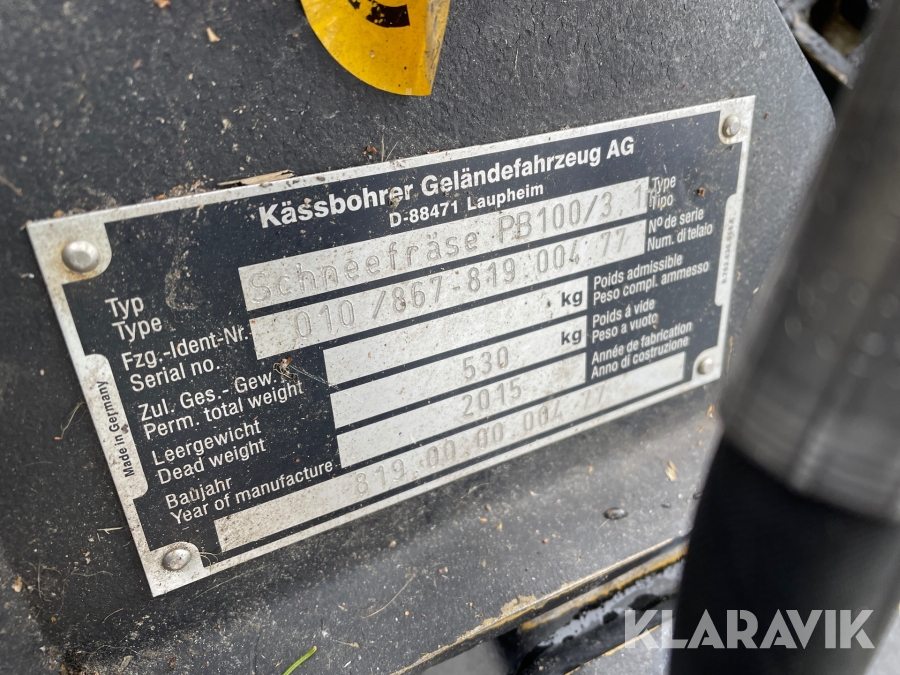 Kässbohrer Geländefahrzeug AG
D-88471 Laupheim
Typ
Type
Schneefräse PB100/3.1
Type
Tipo
Fzg.-Ident-Nr.
Serial no.
010/867-819 004 77
Nº de serie
Num. di telaio
Zul. Ges.- Gew.
Perm. total weight
kg
Poids admissible
Peso compl. ammesso
Leergewicht
Dead weight
530
kg
Poids à vide
Peso a vuoto
Baujahr
Year of manufacture
2015
Année de fabrication
Anno di costruzione
819.00.00.004 77
Made in Germany
KLARAVIK